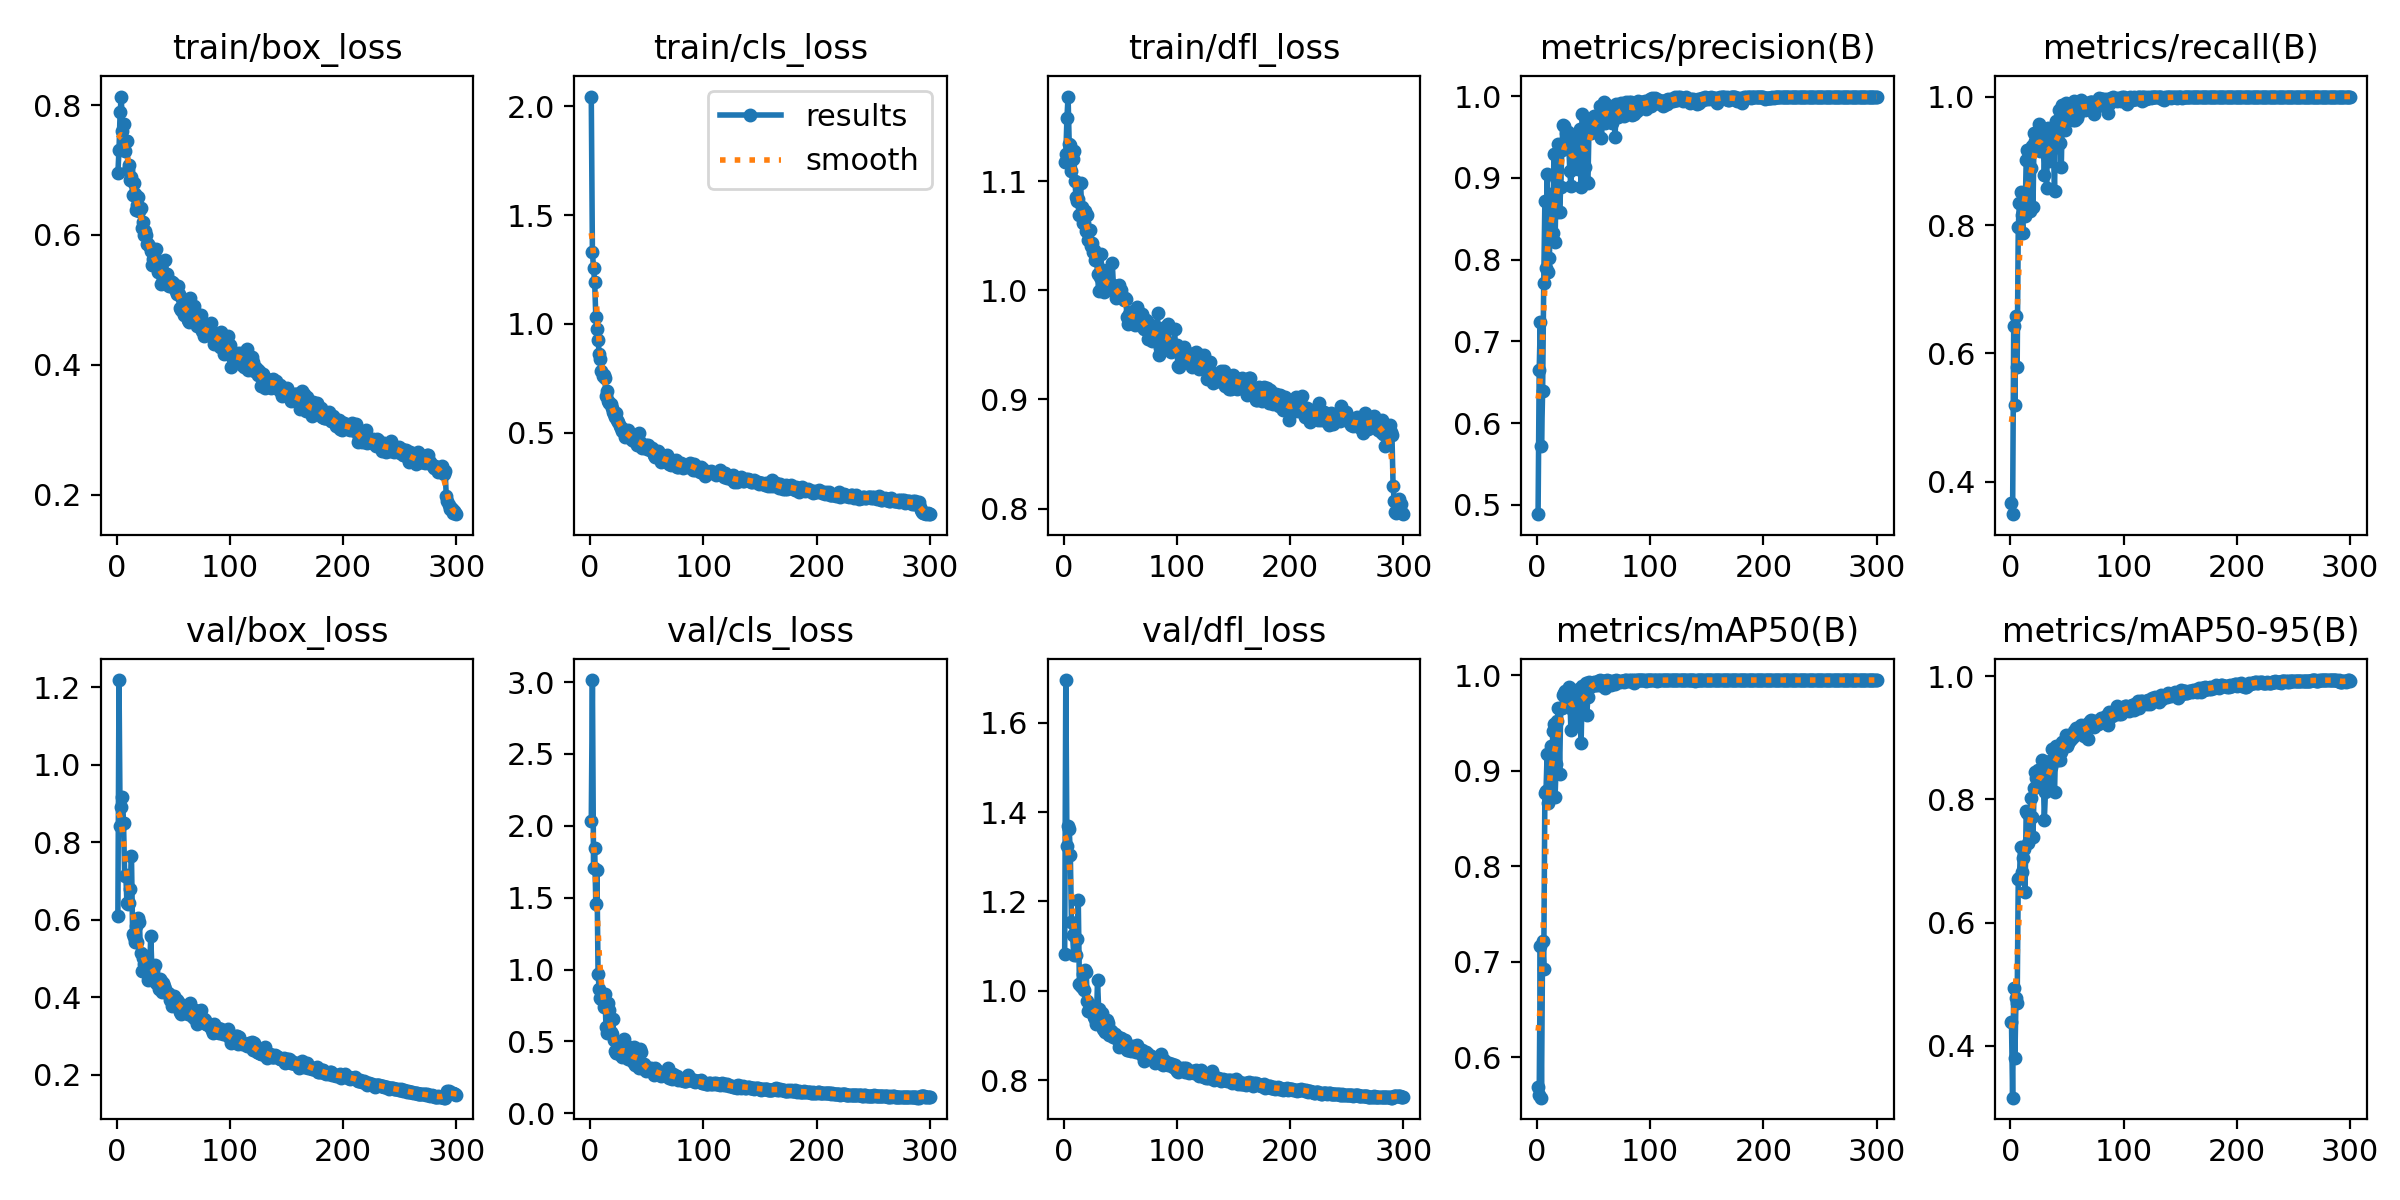 train/box_loss
0.8
0.6
0.4
0.2
0 100 200 300
train/cls_loss
results
smooth
2.0
1.5
1.0
0.5
0 100 200 300
train/dfl_loss
1.1
1.0
0.9
0.8
0 100 200 300
metrics/precision(B)
1.0
0.9
0.8
0.7
0.6
0.5
0 100 200 300
metrics/recall(B)
1.0
0.8
0.6
0.4
0 100 200 300
val/box_loss
1.2
1.0
0.8
0.6
0.4
0.2
0 100 200 300
val/cls_loss
3.0
2.5
2.0
1.5
1.0
0.5
0.0
0 100 200 300
val/dfl_loss
1.6
1.4
1.2
1.0
0.8
0 100 200 300
metrics/mAP50(B)
1.0
0.9
0.8
0.7
0.6
0 100 200 300
metrics/mAP50-95(B)
1.0
0.8
0.6
0.4
0 100 200 300